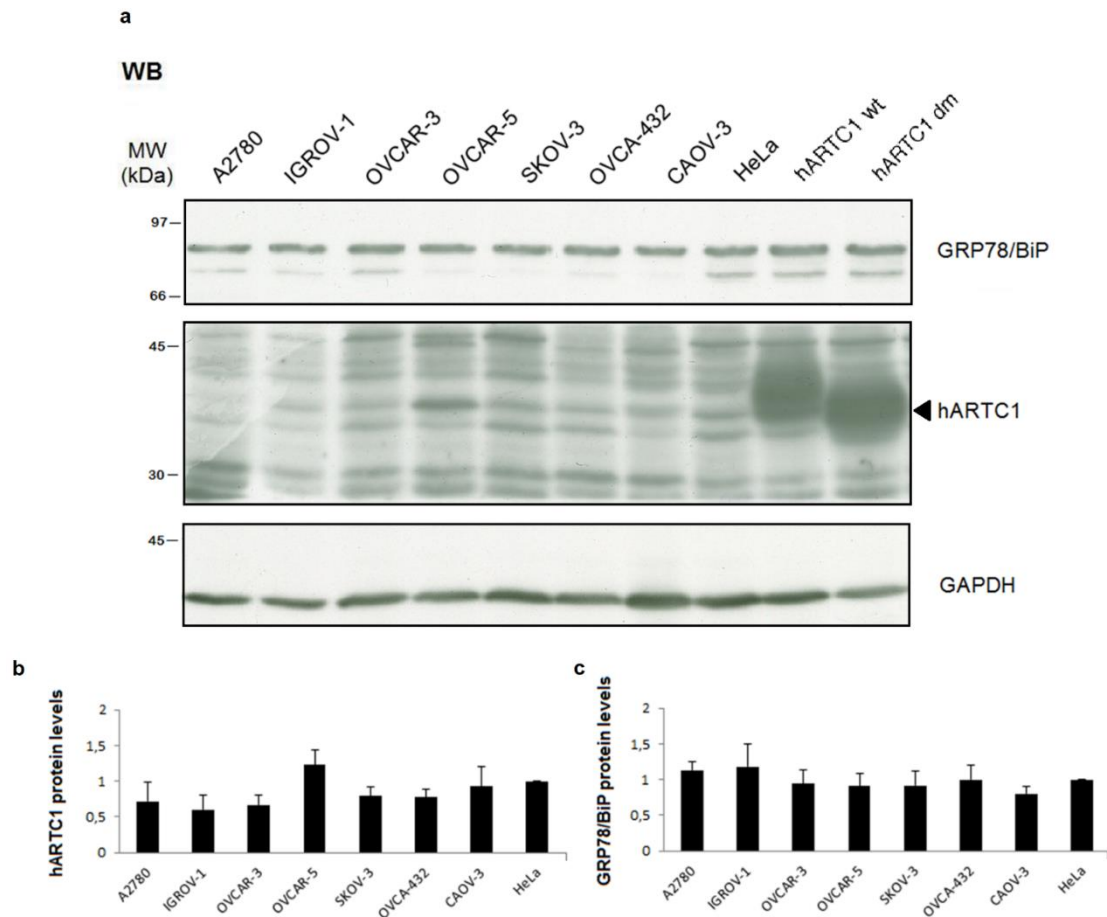 a
WB
MW
(kDa)
A2780
IGROV-1
OVCAR-3
OVCAR-5
SKOV-3
OVCA-432
CAOV-3
HeLa
hARTC1 wt
hARTC1 dm
97
66
GRP78/BiP
45
30
hARTC1
45
GAPDH
b
hARTC1 protein levels
2
1,5
1
0,5
0
A2780
IGROV-1
OVCAR-3
OVCAR-5
SKOV-3
OVCA-432
CAOV-3
HeLa
c
GRP78/BiP protein levels
2
1,5
1
0,5
0
A2780
IGROV-1
OVCAR-3
OVCAR-5
SKOV-3
OVCA-432
CAOV-3
HeLa